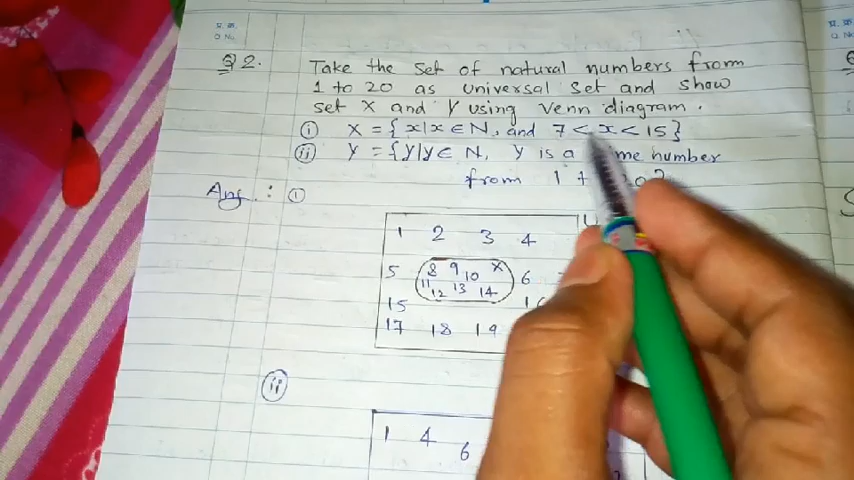 Q 2. Take the set of natural numbers from
1 to 20 as universal set and show
set X and Y using Venn diagram.
(i) X = {x|x ∈ N, and 7 < x < 15}
(ii) Y = {y|y ∈ N, y is a number
from 1
Ans. : (i)
U
1 2 3 4
5 8 9 10 X 6
11 12 13 14
15
17 18 19
(ii)
1 4
6